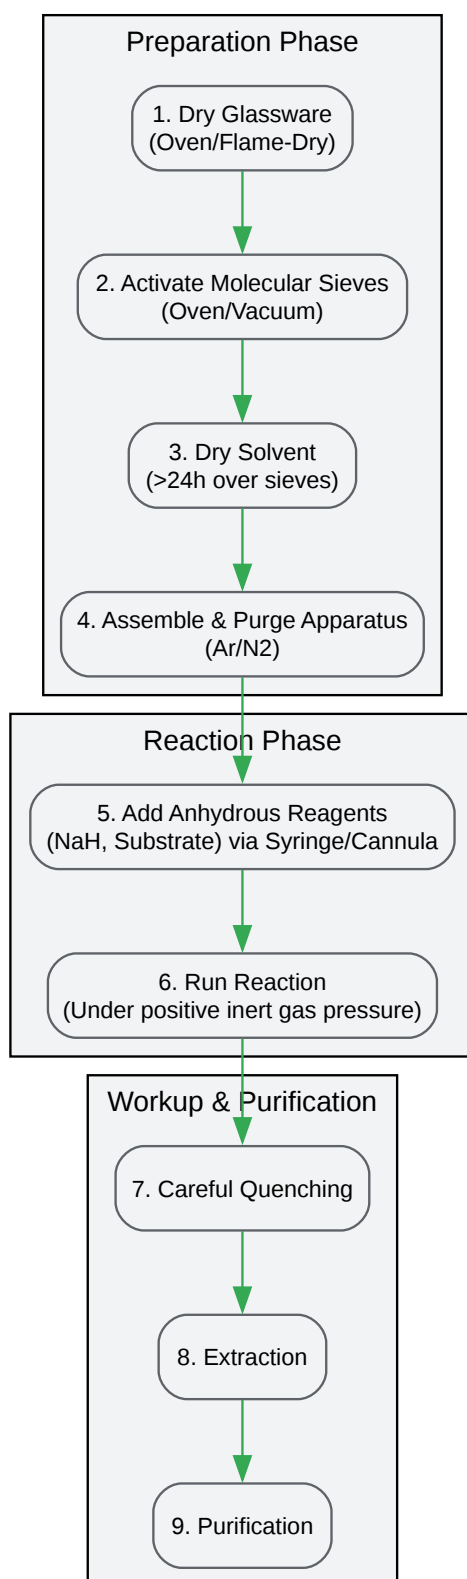 Preparation Phase
1. Dry Glassware
(Oven/Flame-Dry)
2. Activate Molecular Sieves
(Oven/Vacuum)
3. Dry Solvent
(>24h over sieves)
4. Assemble & Purge Apparatus
(Ar/N2)
Reaction Phase
5. Add Anhydrous Reagents
(NaH, Substrate) via Syringe/Cannula
6. Run Reaction
(Under positive inert gas pressure)
Workup & Purification
7. Careful Quenching
8. Extraction
9. Purification